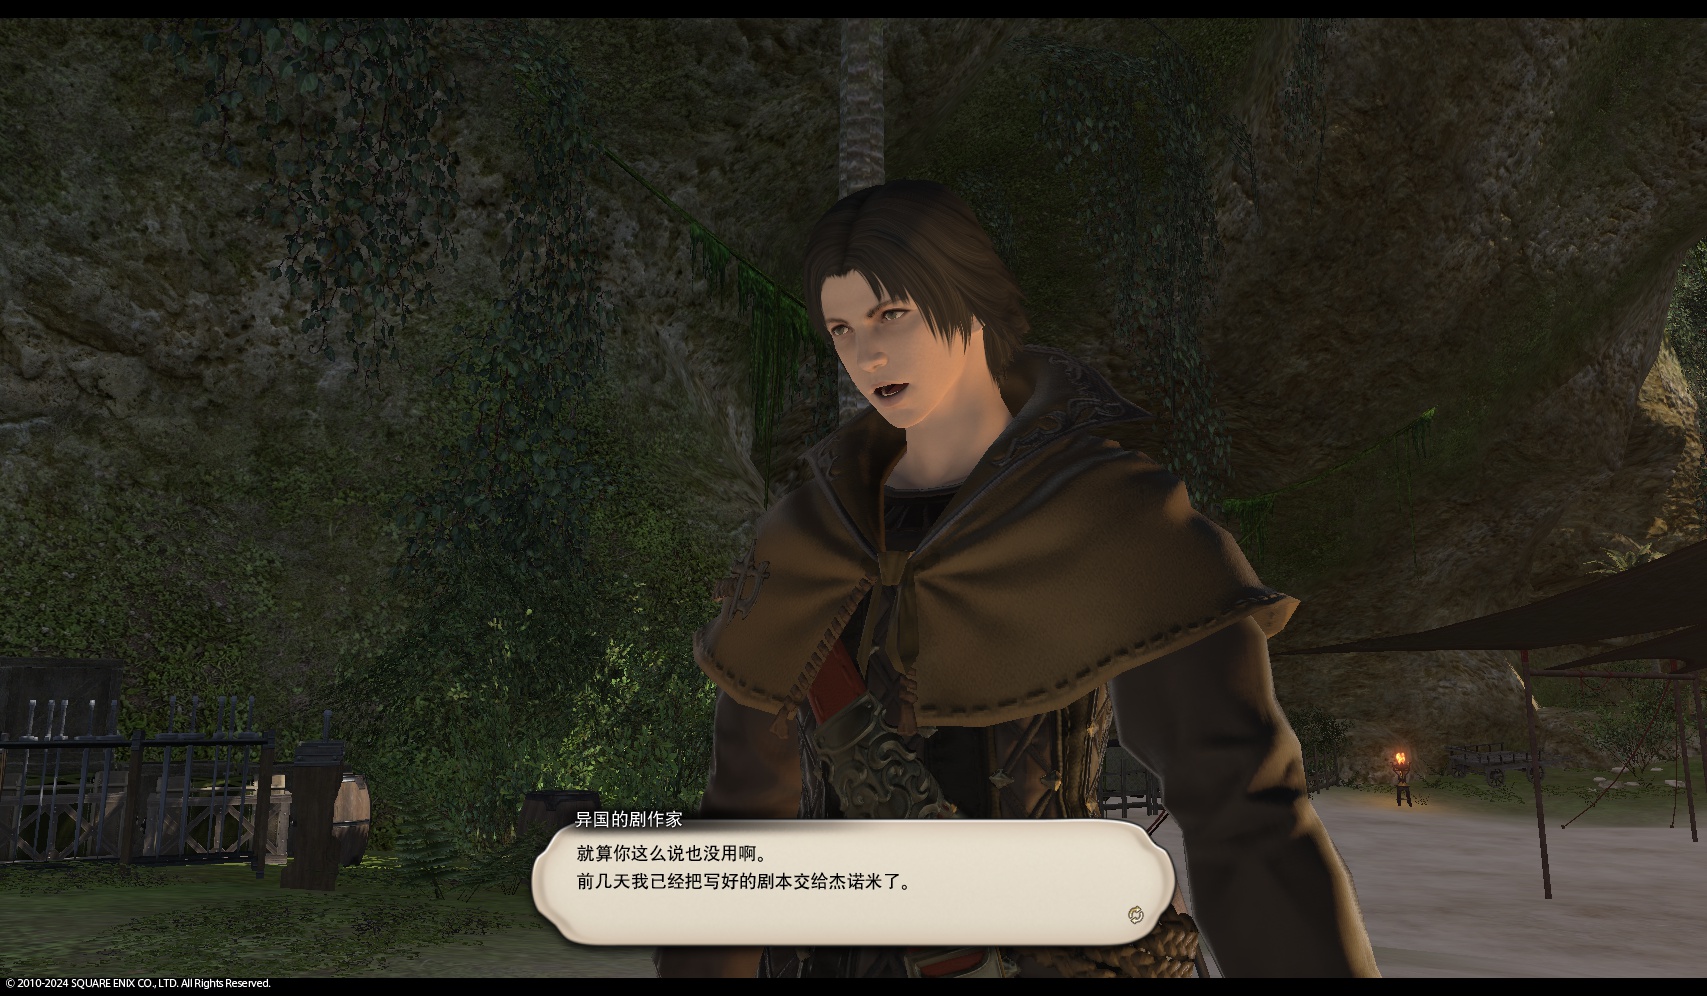 异国的剧作家
就算你这么说也没用啊。
前几天我已经把写好的剧本交给杰诺米了。
© 2010-2024 SQUARE ENIX CO., LTD. All Rights Reserved.